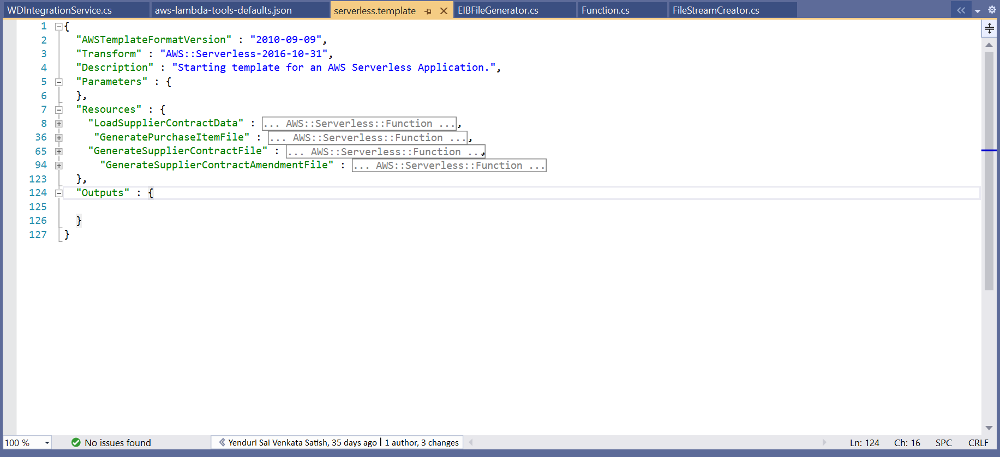 WDIntegrationService.cs aws-lambda-tools-defaults.json serverless.template EIBFileGenerator.cs Function.cs FileStreamCreator.cs
1 {
2 "AWSTemplateFormatVersion" : "2010-09-09",
3 "Transform" : "AWS::Serverless-2016-10-31",
4 "Description" : "Starting template for an AWS Serverless Application.",
5 "Parameters" : {
6 },
7 "Resources" : {
8 "LoadSupplierContractData" : ... AWS::Serverless::Function ...,
36 "GeneratePurchaseItemFile" : ... AWS::Serverless::Function ...,
65 "GenerateSupplierContractFile" : ... AWS::Serverless::Function ...,
94 "GenerateSupplierContractAmendmentFile" : ... AWS::Serverless::Function ...
123 },
124 "Outputs" : {
125
126 }
127 }
100 % No issues found Yenduri Sai Venkata Satish, 35 days ago | 1 author, 3 changes Ln: 124 Ch: 16 SPC CRLF